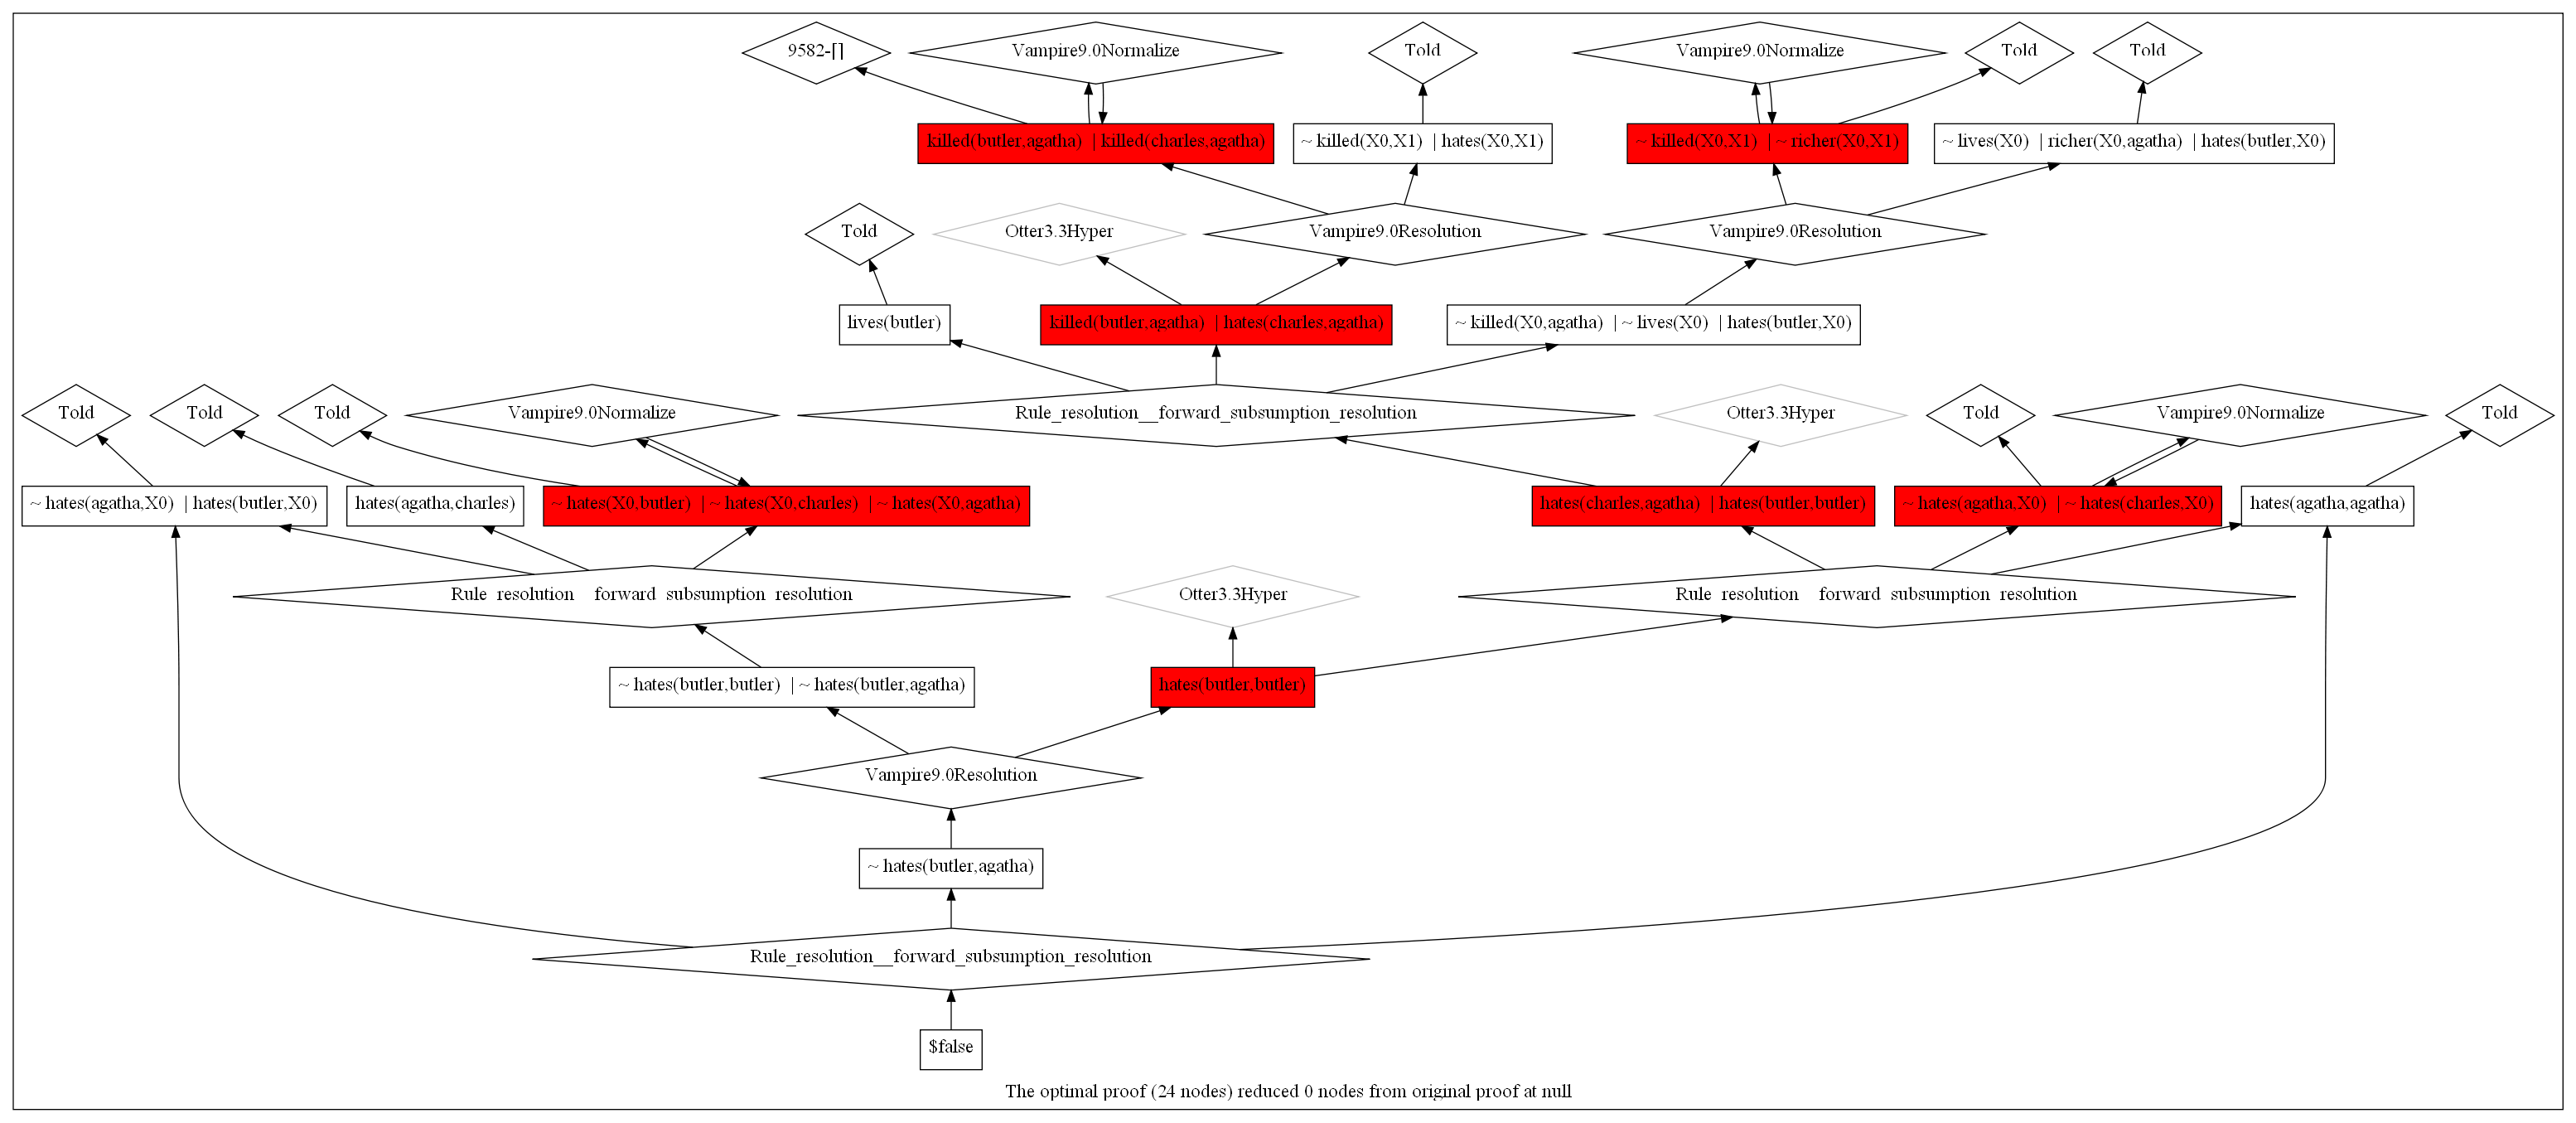 9582-[]
Vampire9.0Normalize
Told
Vampire9.0Normalize
Told
Told
killed(butler,agatha) | killed(charles,agatha)
~ killed(X0,X1) | hates(X0,X1)
~ killed(X0,X1) | ~ richer(X0,X1)
~ lives(X0) | richer(X0,agatha) | hates(butler,X0)
Told
Otter3.3Hyper
Vampire9.0Resolution
Vampire9.0Resolution
lives(butler)
killed(butler,agatha) | hates(charles,agatha)
~ killed(X0,agatha) | ~ lives(X0) | hates(butler,X0)
Told
Told
Told
Vampire9.0Normalize
Rule_resolution__forward_subsumption_resolution
Otter3.3Hyper
Told
Vampire9.0Normalize
Told
~ hates(agatha,X0) | hates(butler,X0)
hates(agatha,charles)
~ hates(X0,butler) | ~ hates(X0,charles) | ~ hates(X0,agatha)
hates(charles,agatha) | hates(butler,butler)
~ hates(agatha,X0) | ~ hates(charles,X0)
hates(agatha,agatha)
Rule resolution forward subsumption resolution
Otter3.3Hyper
Rule resolution forward subsumption resolution
~ hates(butler,butler) | ~ hates(butler,agatha)
hates(butler,butler)
Vampire9.0Resolution
~ hates(butler,agatha)
Rule_resolution__forward_subsumption_resolution
$false
The optimal proof (24 nodes) reduced 0 nodes from original proof at null